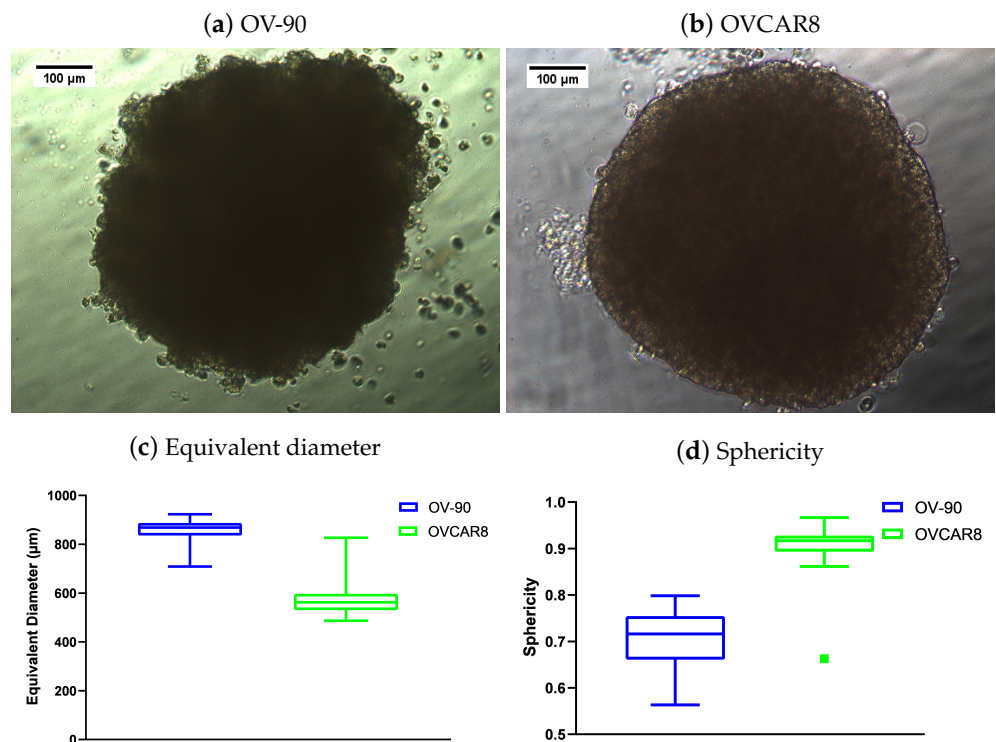 (a) OV-90
(b) OVCAR8
100 µm
100 µm
(c) Equivalent diameter
(d) Sphericity
1000
800
600
400
200
0
Equivalent Diameter (µm)
OV-90
OVCAR8
1.0
0.9
0.8
0.7
0.6
0.5
Sphericity
OV-90
OVCAR8